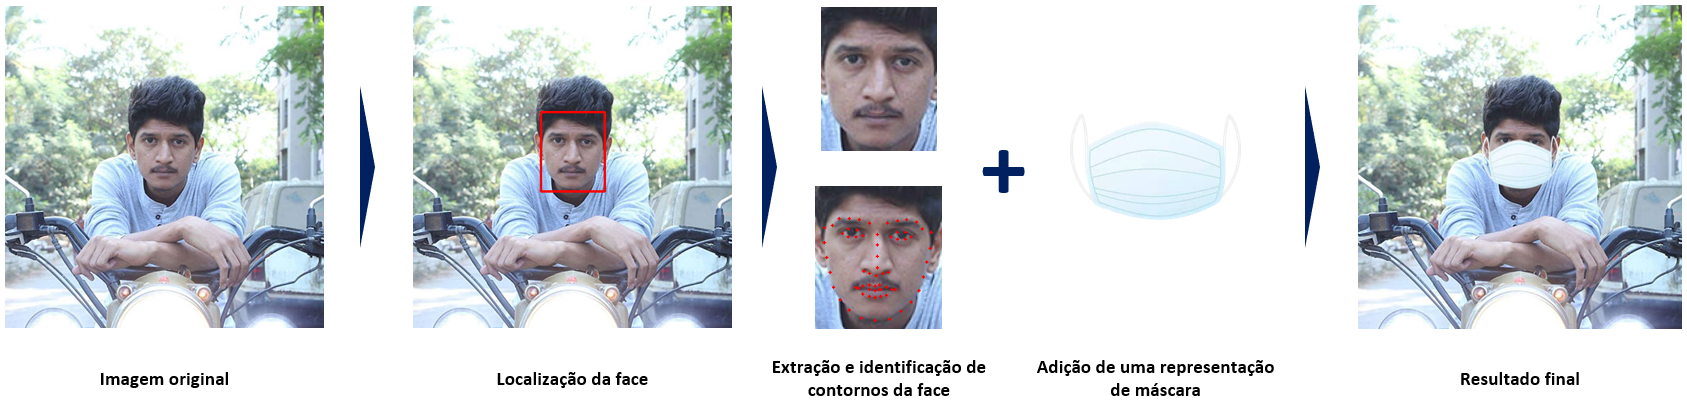 Imagem original
Localização da face
Extração e identificação de
contornos da face
Adição de uma representação
de máscara
Resultado final